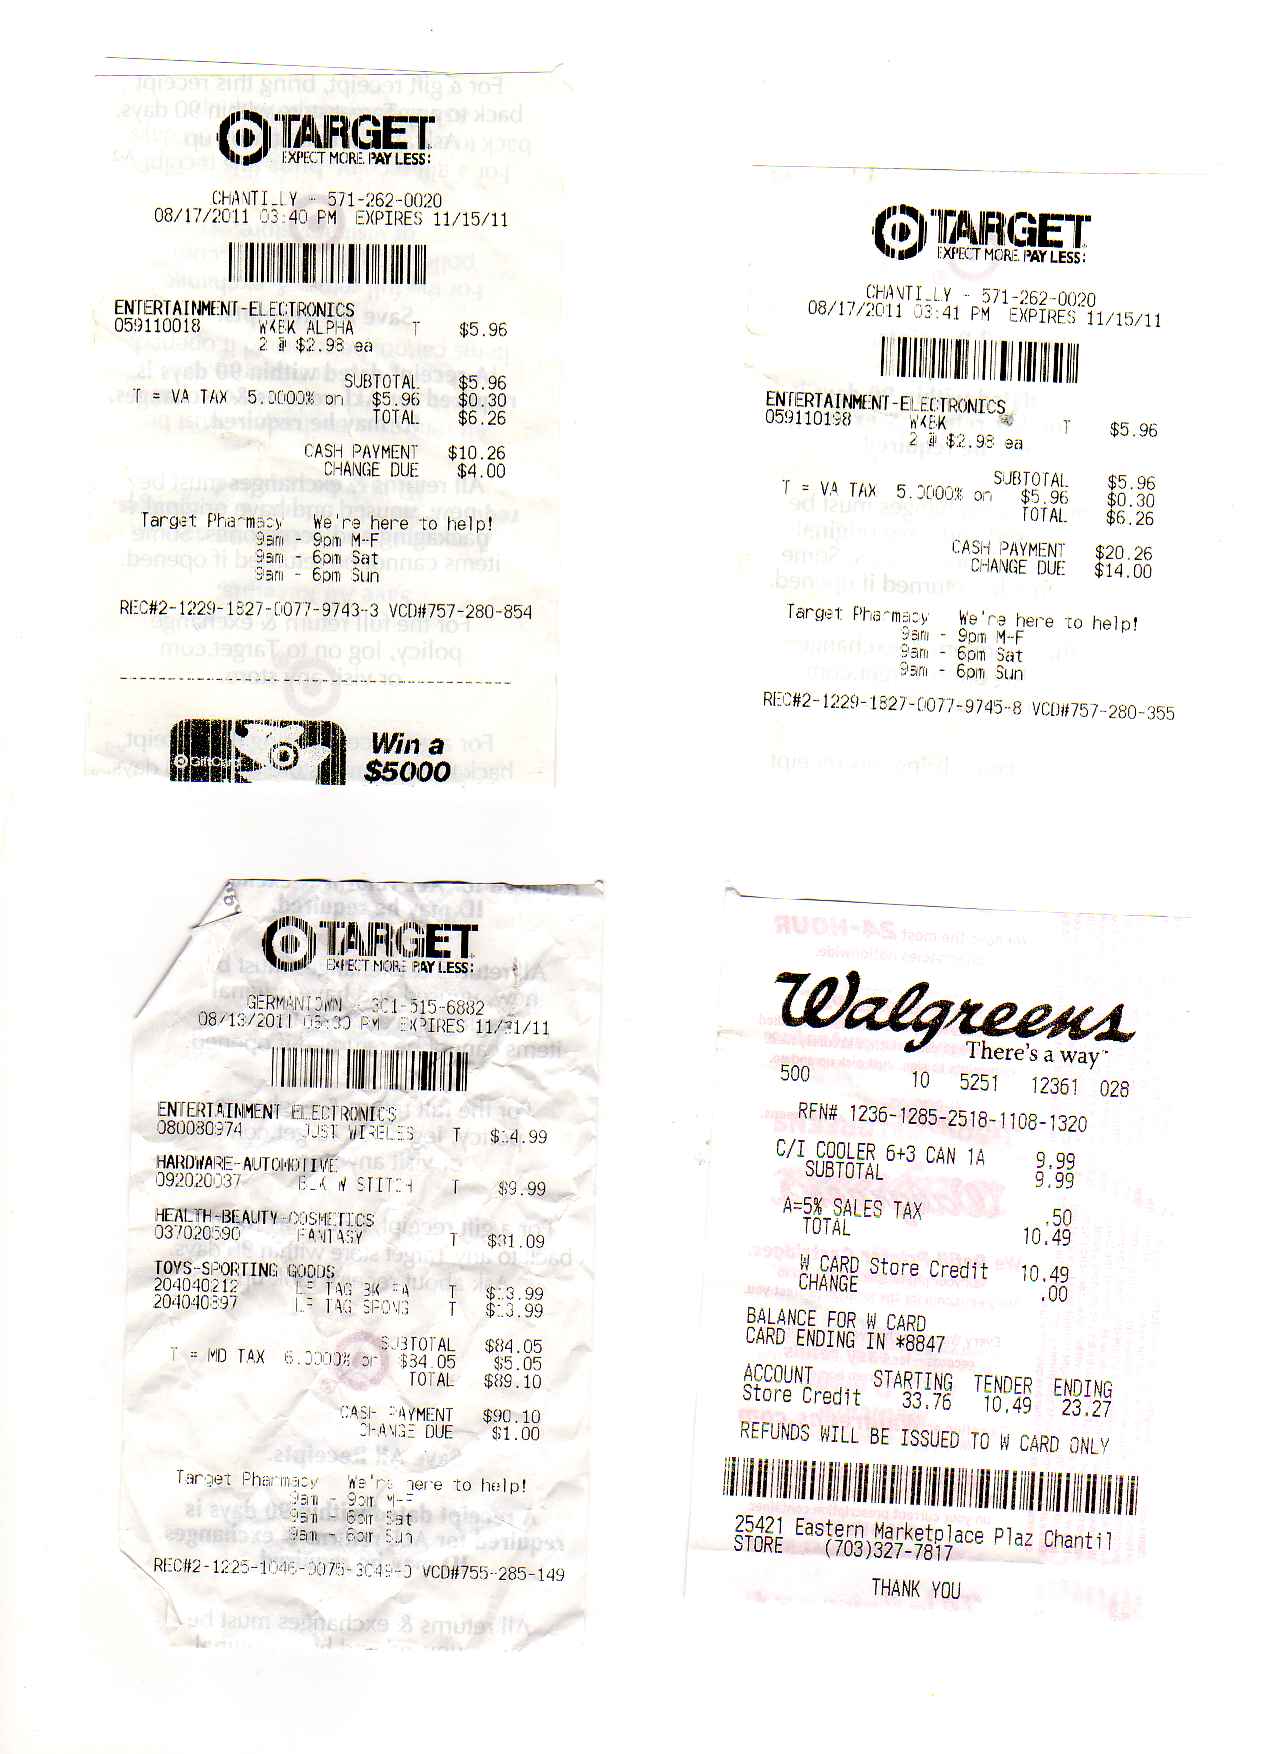 TARGET
EXPECT MORE. PAY LESS.
CHANTILLY - 571-262-0020
08/17/2011 03:40 PM EXPIRES 11/15/11
ENTERTAINMENT-ELECTRONICS
059110018 WKBK ALPHA T $5.96
2 @ $2.98 ea
SUBTOTAL $5.96
T = VA TAX 5.0000% on $5.96 $0.30
TOTAL $6.26
CASH PAYMENT $10.26
CHANGE DUE $4.00
Target Pharmacy We're here to help!
9am - 9pm M-F
9am - 6pm Sat
9am - 6pm Sun
REC#2-1229-1827-0077-9743-3 VCD#757-280-854
GiftCard
Win a
$5000
TARGET
EXPECT MORE. PAY LESS.
CHANTILLY - 571-262-0020
08/17/2011 03:41 PM EXPIRES 11/15/11
ENTERTAINMENT-ELECTRONICS
059110198 WKBK T $5.96
2 @ $2.98 ea
SUBTOTAL $5.96
T = VA TAX 5.0000% on $5.96 $0.30
TOTAL $6.26
CASH PAYMENT $20.26
CHANGE DUE $14.00
Target Pharmacy We're here to help!
9am - 9pm M-F
9am - 6pm Sat
9am - 6pm Sun
REC#2-1229-1827-0077-9745-8 VCD#757-280-355
TARGET
EXPECT MORE. PAY LESS.
GERMANTOWN - 301-515-6882
08/13/2011 PM EXPIRES 11/11/11
ENTERTAINMENT ELECTRONICS
080080974 JUST WIRELES T $14.99
HARDWARE-AUTOMOTIVE
092020037 BLK W STITCH T $9.99
HEALTH-BEAUTY-COSMETICS
037020590 FANTASY T $31.09
TOYS-SPORTING GOODS
204040212 LF TAG BK T $13.99
204040897 LF TAG SPONG T $13.99
SUBTOTAL $84.05
T = MD TAX 6.0000% on $84.05 $5.05
TOTAL $89.10
CASH PAYMENT $90.10
CHANGE DUE $1.00
Target Pharmacy We're here to help!
9am - 9pm M-F
9am - 6pm Sat
9am - 6pm Sun
VCD#755-285-149
Walgreens
There's a way™
500 10 5251 12361 028
RFN# 1236-1285-2518-1108-1320
C/I COOLER 6+3 CAN 1A 9.99
SUBTOTAL 9.99
A=5% SALES TAX .50
TOTAL 10.49
W CARD Store Credit 10.49
CHANGE .00
BALANCE FOR W CARD
CARD ENDING IN *8847
ACCOUNT STARTING TENDER ENDING
Store Credit 33.76 10.49 23.27
REFUNDS WILL BE ISSUED TO W CARD ONLY
25421 Eastern Marketplace Plaz Chantil
STORE (703)327-7817
THANK YOU